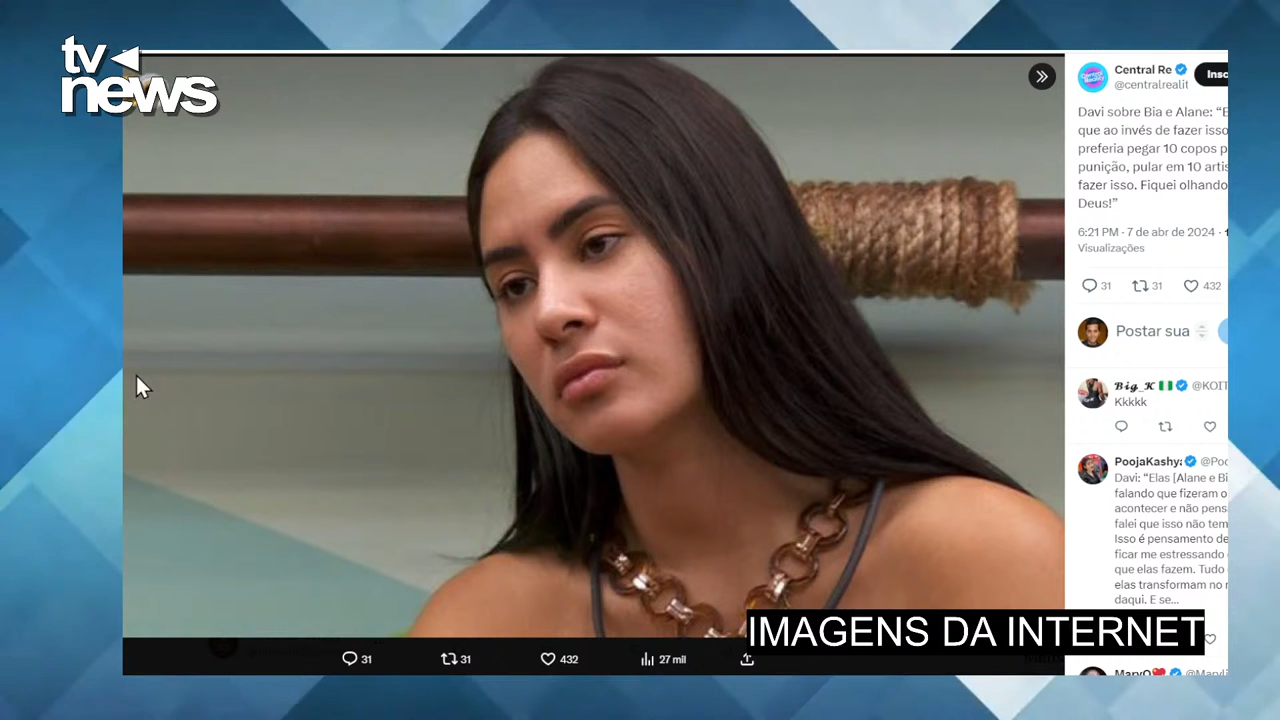 tv
news
Central Re
Insc
@centralrealit
Davi sobre Bia e Alane: “E
que ao invés de fazer isso
preferia pegar 10 copos p
punição, pular em 10 artis
fazer isso. Fiquei olhando
Deus!”
6:21 PM · 7 de abr de 2024 ·
Visualizações
31 31 432
Postar sua
Big_K @KOIT
Kkkkk
PoojaKashy: @Poo
Davi: “Elas [Alane e Bi
falando que fizeram o
acontecer e não pens
falei que isso não tem
Isso é pensamento de
ficar me estressando
que elas fazem. Tudo
elas transformam no r
daqui. E se...
IMAGENS DA INTERNET
31 31 432 27 mil